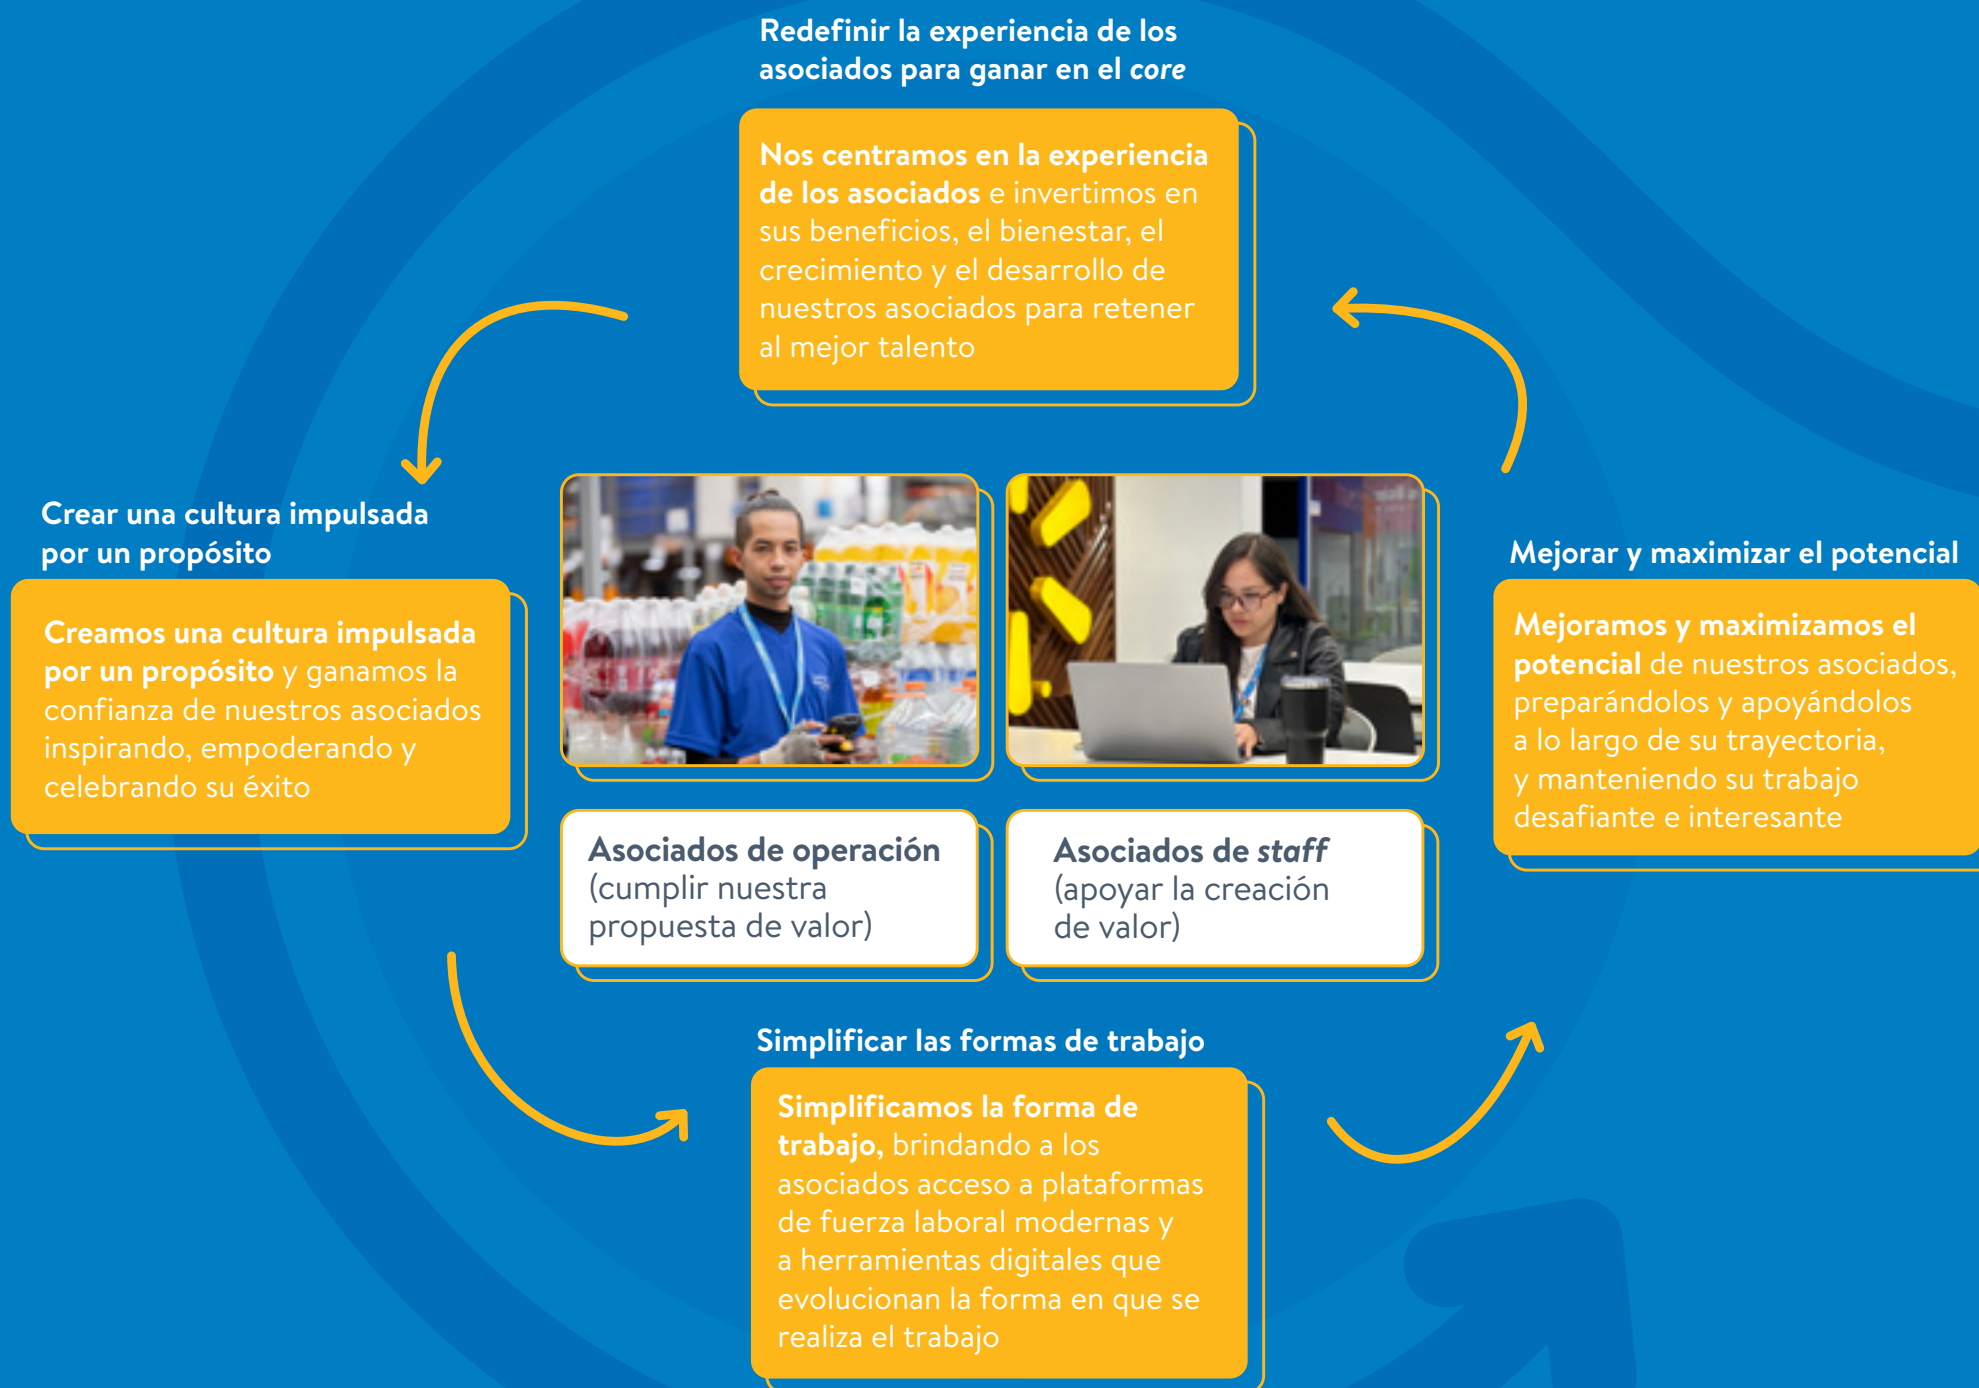 Redefinir la experiencia de los
asociados para ganar en el core
Nos centramos en la experiencia
de los asociados e invertimos en
sus beneficios, el bienestar, el
crecimiento y el desarrollo de
nuestros asociados para retener
al mejor talento
Crear una cultura impulsada
por un propósito
Creamos una cultura impulsada
por un propósito y ganamos la
confianza de nuestros asociados
inspirando, empoderando y
celebrando su éxito
Asociados de operación
(cumplir nuestra
propuesta de valor)
Asociados de staff
(apoyar la creación
de valor)
Mejorar y maximizar el potencial
Mejoramos y maximizamos el
potencial de nuestros asociados,
preparándolos y apoyándolos
a lo largo de su trayectoria,
y manteniendo su trabajo
desafiante e interesante
Simplificar las formas de trabajo
Simplificamos la forma de
trabajo, brindando a los
asociados acceso a plataformas
de fuerza laboral modernas y
a herramientas digitales que
evolucionan la forma en que se
realiza el trabajo